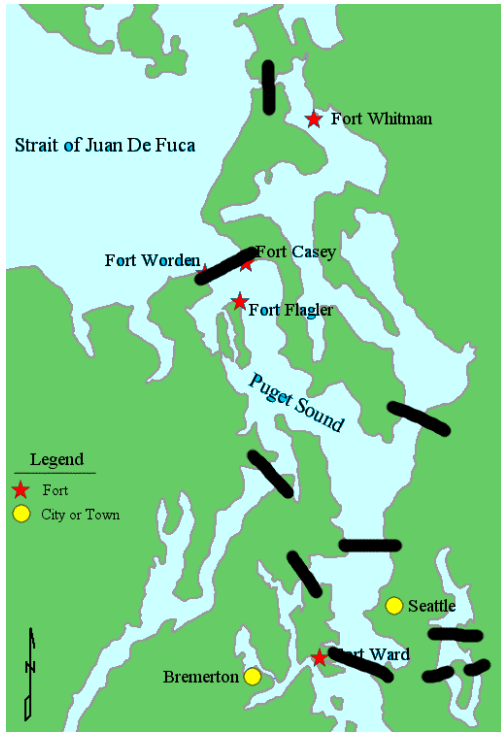 Fort Whitman
Strait of Juan De Fuca
Fort Casey
Fort Worden
Fort Flagler
Puget Sound
Legend
Fort
City or Town
Seattle
Fort Ward
Bremerton
N